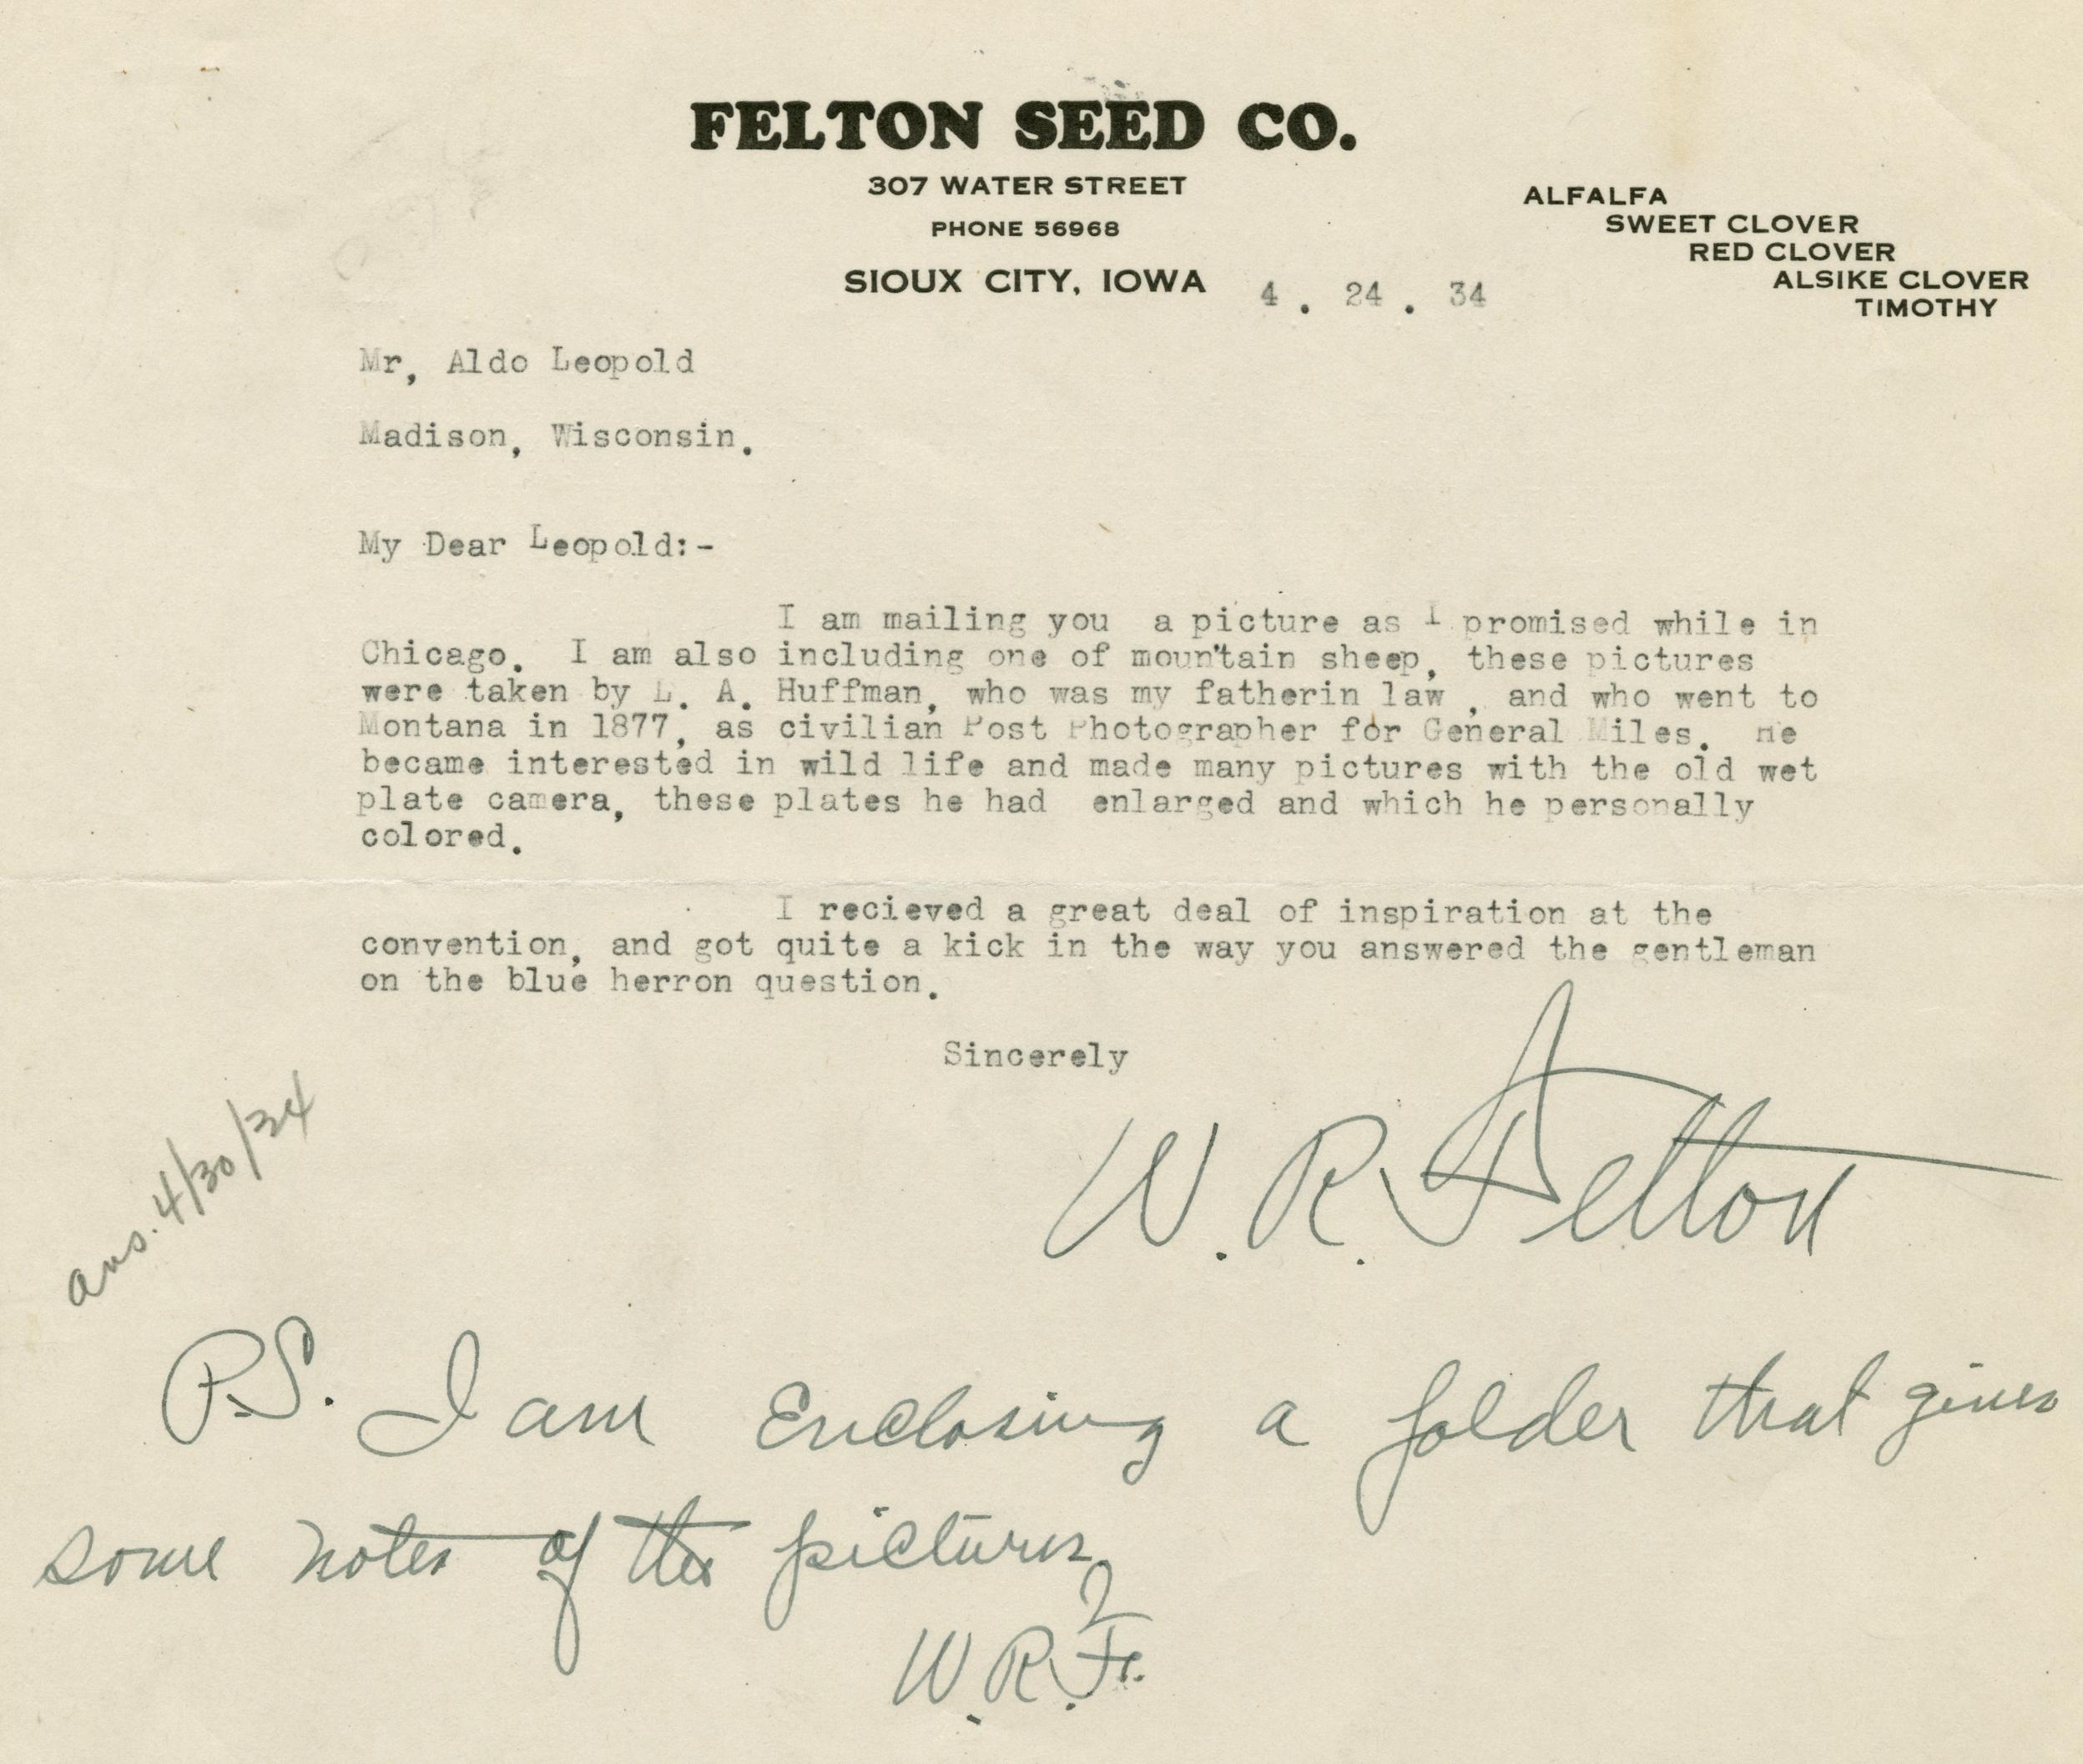 FELTON SEED CO.
307 WATER STREET
PHONE 56968
SIOUX CITY, IOWA
4 . 24 . 34
ALFALFA
SWEET CLOVER
RED CLOVER
ALSIKE CLOVER
TIMOTHY
Mr, Aldo Leopold
Madison, Wisconsin.
My Dear Leopold:-
I am mailing you a picture as I promised while in
Chicago. I am also including one of moun'tain sheep, these pictures
were taken by L. A. Huffman, who was my fatherin law , and who went to
Montana in 1877, as civilian Post Photographer for General Miles. He
became interested in wild life and made many pictures with the old wet
plate camera, these plates he had enlarged and which he personally
colored.
I recieved a great deal of inspiration at the
convention, and got quite a kick in the way you answered the gentleman
on the blue herron question.
Sincerely
W. R. Felton
ans. 4/30/34
P.S. I am Enclosing a folder that gives
some notes of the pictures
W.R.F.